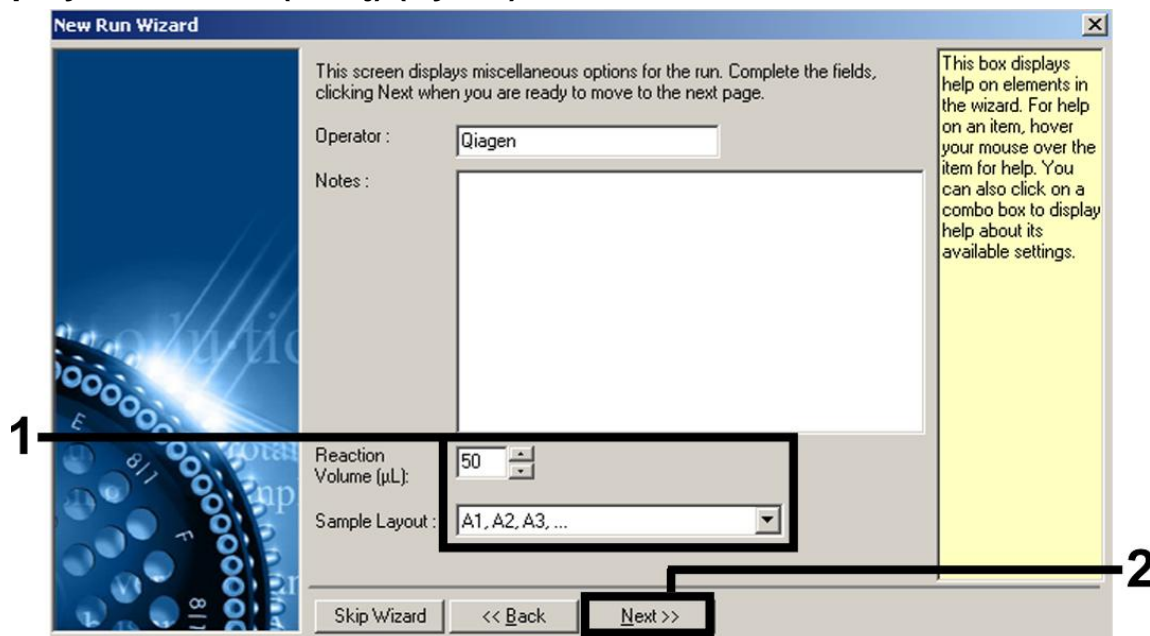 New Run Wizard
This screen displays miscellaneous options for the run. Complete the fields,
clicking Next when you are ready to move to the next page.
Operator :
Qiagen
Notes :
Reaction
Volume (µL):
50
Sample Layout :
A1, A2, A3, ...
Skip Wizard
<< Back
Next >>
This box displays
help on elements in
the wizard. For help
on an item, hover
your mouse over the
item for help. You
can also click on a
combo box to display
help about its
available settings.
1
2
E
8|1
F
8|1